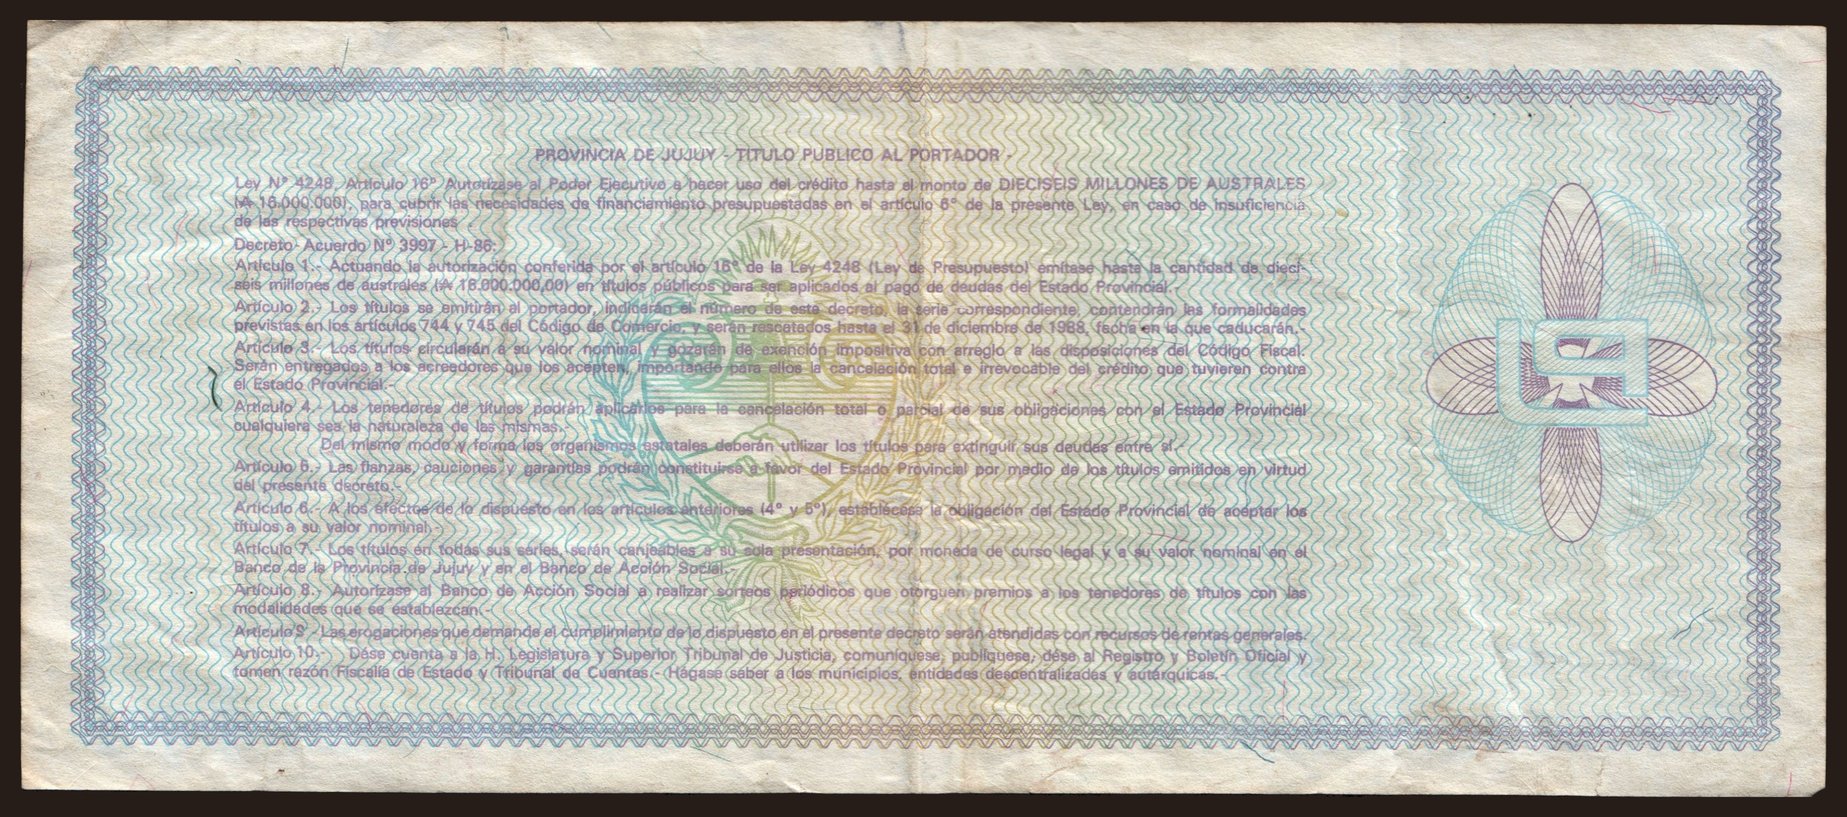 PROVINCIA DE JUJUY - TITULO PUBLICO AL PORTADOR -
Ley Nº 4248, Artículo 16º Autorízase al Poder Ejecutivo a hacer uso del crédito hasta el monto de DIECISEIS MILLONES DE AUSTRALES
(₳ 16.000.000), para cubrir las necesidades de financiamiento presupuestadas en el artículo 6º de la presente Ley, en caso de insuficiencia
de las respectivas previsiones .
Decreto- Acuerdo Nº 3997 - H-86:
Artículo 1.- Actuando la autorización conferida por el artículo 16º de la Ley 4248 (Ley de Presupuesto) emítase hasta la cantidad de dieci-
seis millones de australes (₳ 16.000.000,00) en títulos públicos para ser aplicados al pago de deudas del Estado Provincial.-
Artículo 2.- Los títulos se emitirán al portador, indicarán el número de este decreto, la serie correspondiente, contendrán las formalidades
previstas en los artículos 744 y 745 del Código de Comercio, y serán rescatados hasta el 31 de diciembre de 1988, fecha en la que caducarán.-
Artículo 3.- Los títulos circularán a su valor nominal y gozarán de exención impositiva con arreglo a las disposiciones del Código Fiscal.
Serán entregados a los acreedores que los acepten, importando para ellos la cancelación total e irrevocable del crédito que tuvieren contra
el Estado Provincial.-
Artículo 4.- Los tenedores de títulos podrán aplicarlos para la cancelación total o parcial de sus obligaciones con el Estado Provincial
cualquiera sea la naturaleza de las mismas.-
Del mismo modo y forma los organismos estatales deberán utilizar los títulos para extinguir sus deudas entre sí.-
Artículo 5.- Las fianzas, cauciones y garantías podrán constituirse a favor del Estado Provincial por medio de los títulos emitidos en virtud
del presente decreto.-
Artículo 6.- A los efectos de lo dispuesto en los artículos anteriores (4º y 5º), establécese la obligación del Estado Provincial de aceptar los
títulos a su valor nominal.-
Artículo 7.- Los títulos en todas sus series, serán canjeables a su sola presentación, por moneda de curso legal y a su valor nominal en el
Banco de la Provincia de Jujuy y en el Banco de Acción Social.-
Artículo 8.- Autorízase al Banco de Acción Social a realizar sorteos periódicos que otorguen premios a los tenedores de títulos con las
modalidades que se establezcan.-
Artículo 9.- Las erogaciones que demande el cumplimiento de lo dispuesto en el presente decreto serán atendidas con recursos de rentas generales.
Artículo 10.- Dése cuenta a la H. Legislatura y Superior Tribunal de Justicia, comuníquese, publíquese, dése al Registro y Boletín Oficial y
tomen razón Fiscalía de Estado y Tribunal de Cuentas.- Hágase saber a los municipios, entidades descentralizadas y autárquicas.-
5